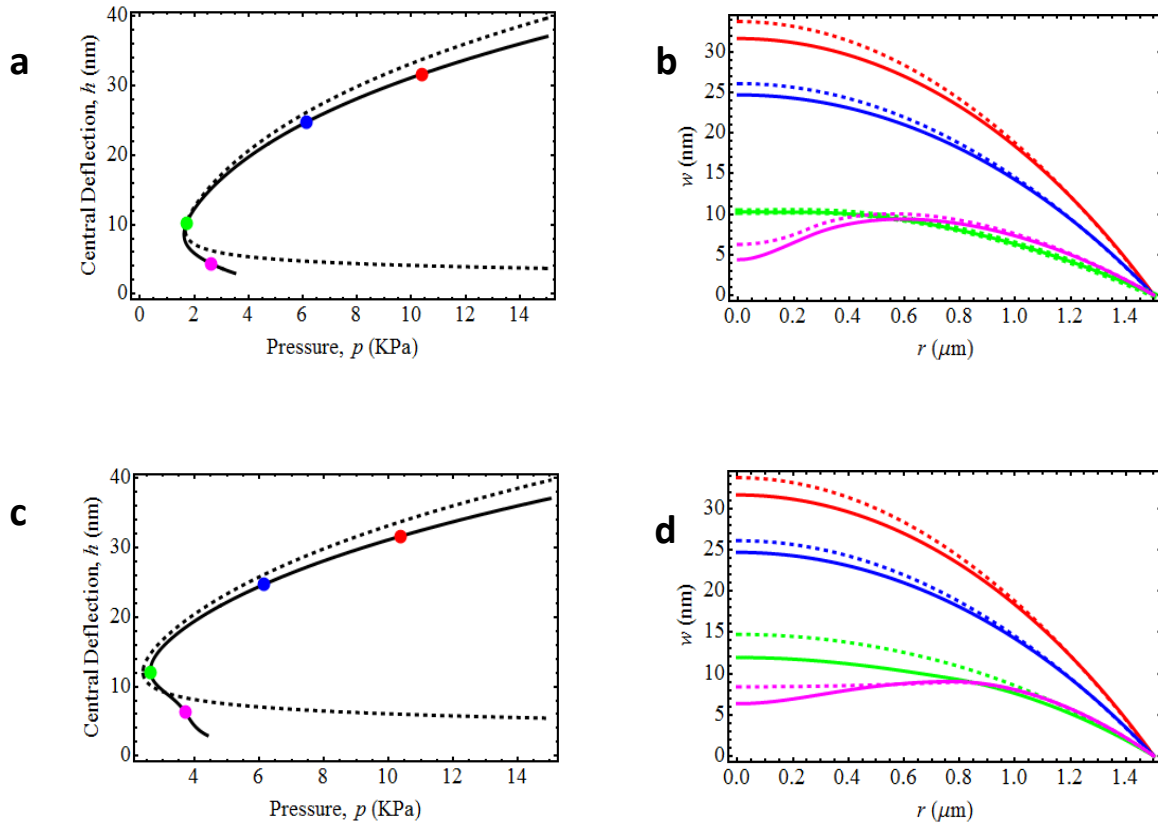 a
Central Deflection, h (nm)
40
30
20
10
0
0 2 4 6 8 10 12 14
Pressure, p (KPa)
b
w (nm)
30
25
20
15
10
5
0
0.0 0.2 0.4 0.6 0.8 1.0 1.2 1.4
r (μm)
c
Central Deflection, h (nm)
40
30
20
10
0
4 6 8 10 12 14
Pressure, p (KPa)
d
w (nm)
30
25
20
15
10
5
0
0.0 0.2 0.4 0.6 0.8 1.0 1.2 1.4
r (μm)